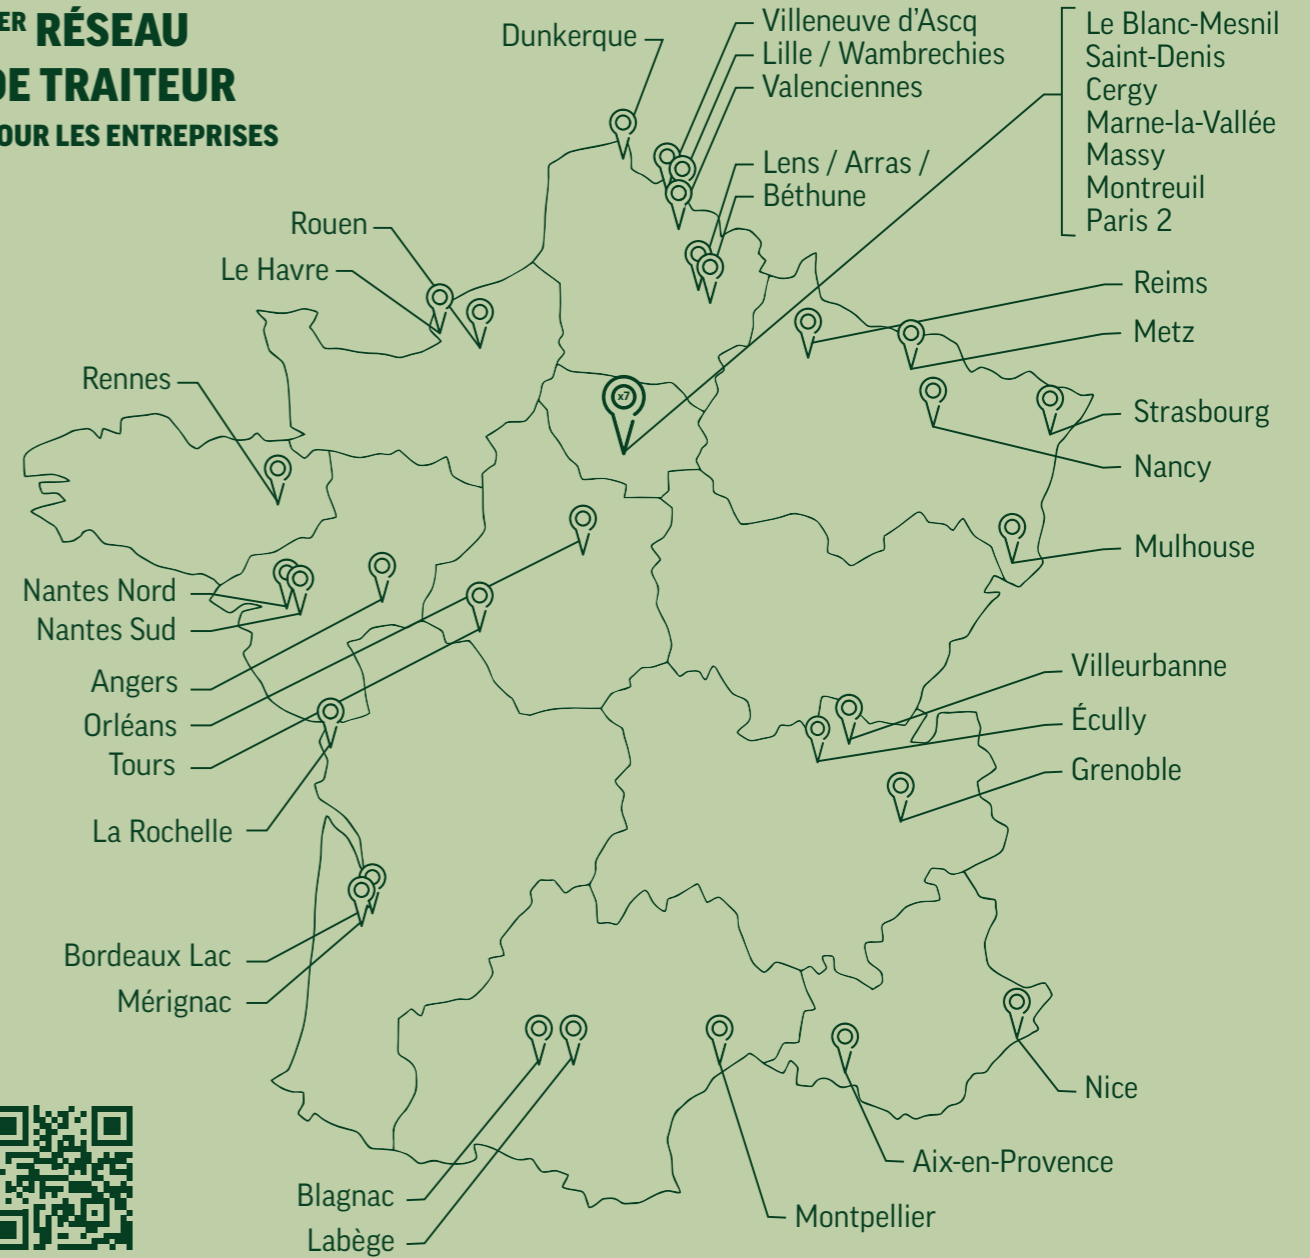 ER RÉSEAU
DE TRAITEUR
OUR LES ENTREPRISES
Dunkerque
Villeneuve d'Ascq
Lille / Wambrechies
Valenciennes
Lens / Arras /
Béthune
Le Blanc-Mesnil
Saint-Denis
Cergy
Marne-la-Vallée
Massy
Montreuil
Paris 2
Rouen
Le Havre
Rennes
x7
Reims
Metz
Strasbourg
Nancy
Mulhouse
Nantes Nord
Nantes Sud
Angers
Orléans
Tours
La Rochelle
Villeurbanne
Écully
Grenoble
Bordeaux Lac
Mérignac
Nice
Aix-en-Provence
Montpellier
Blagnac
Labège